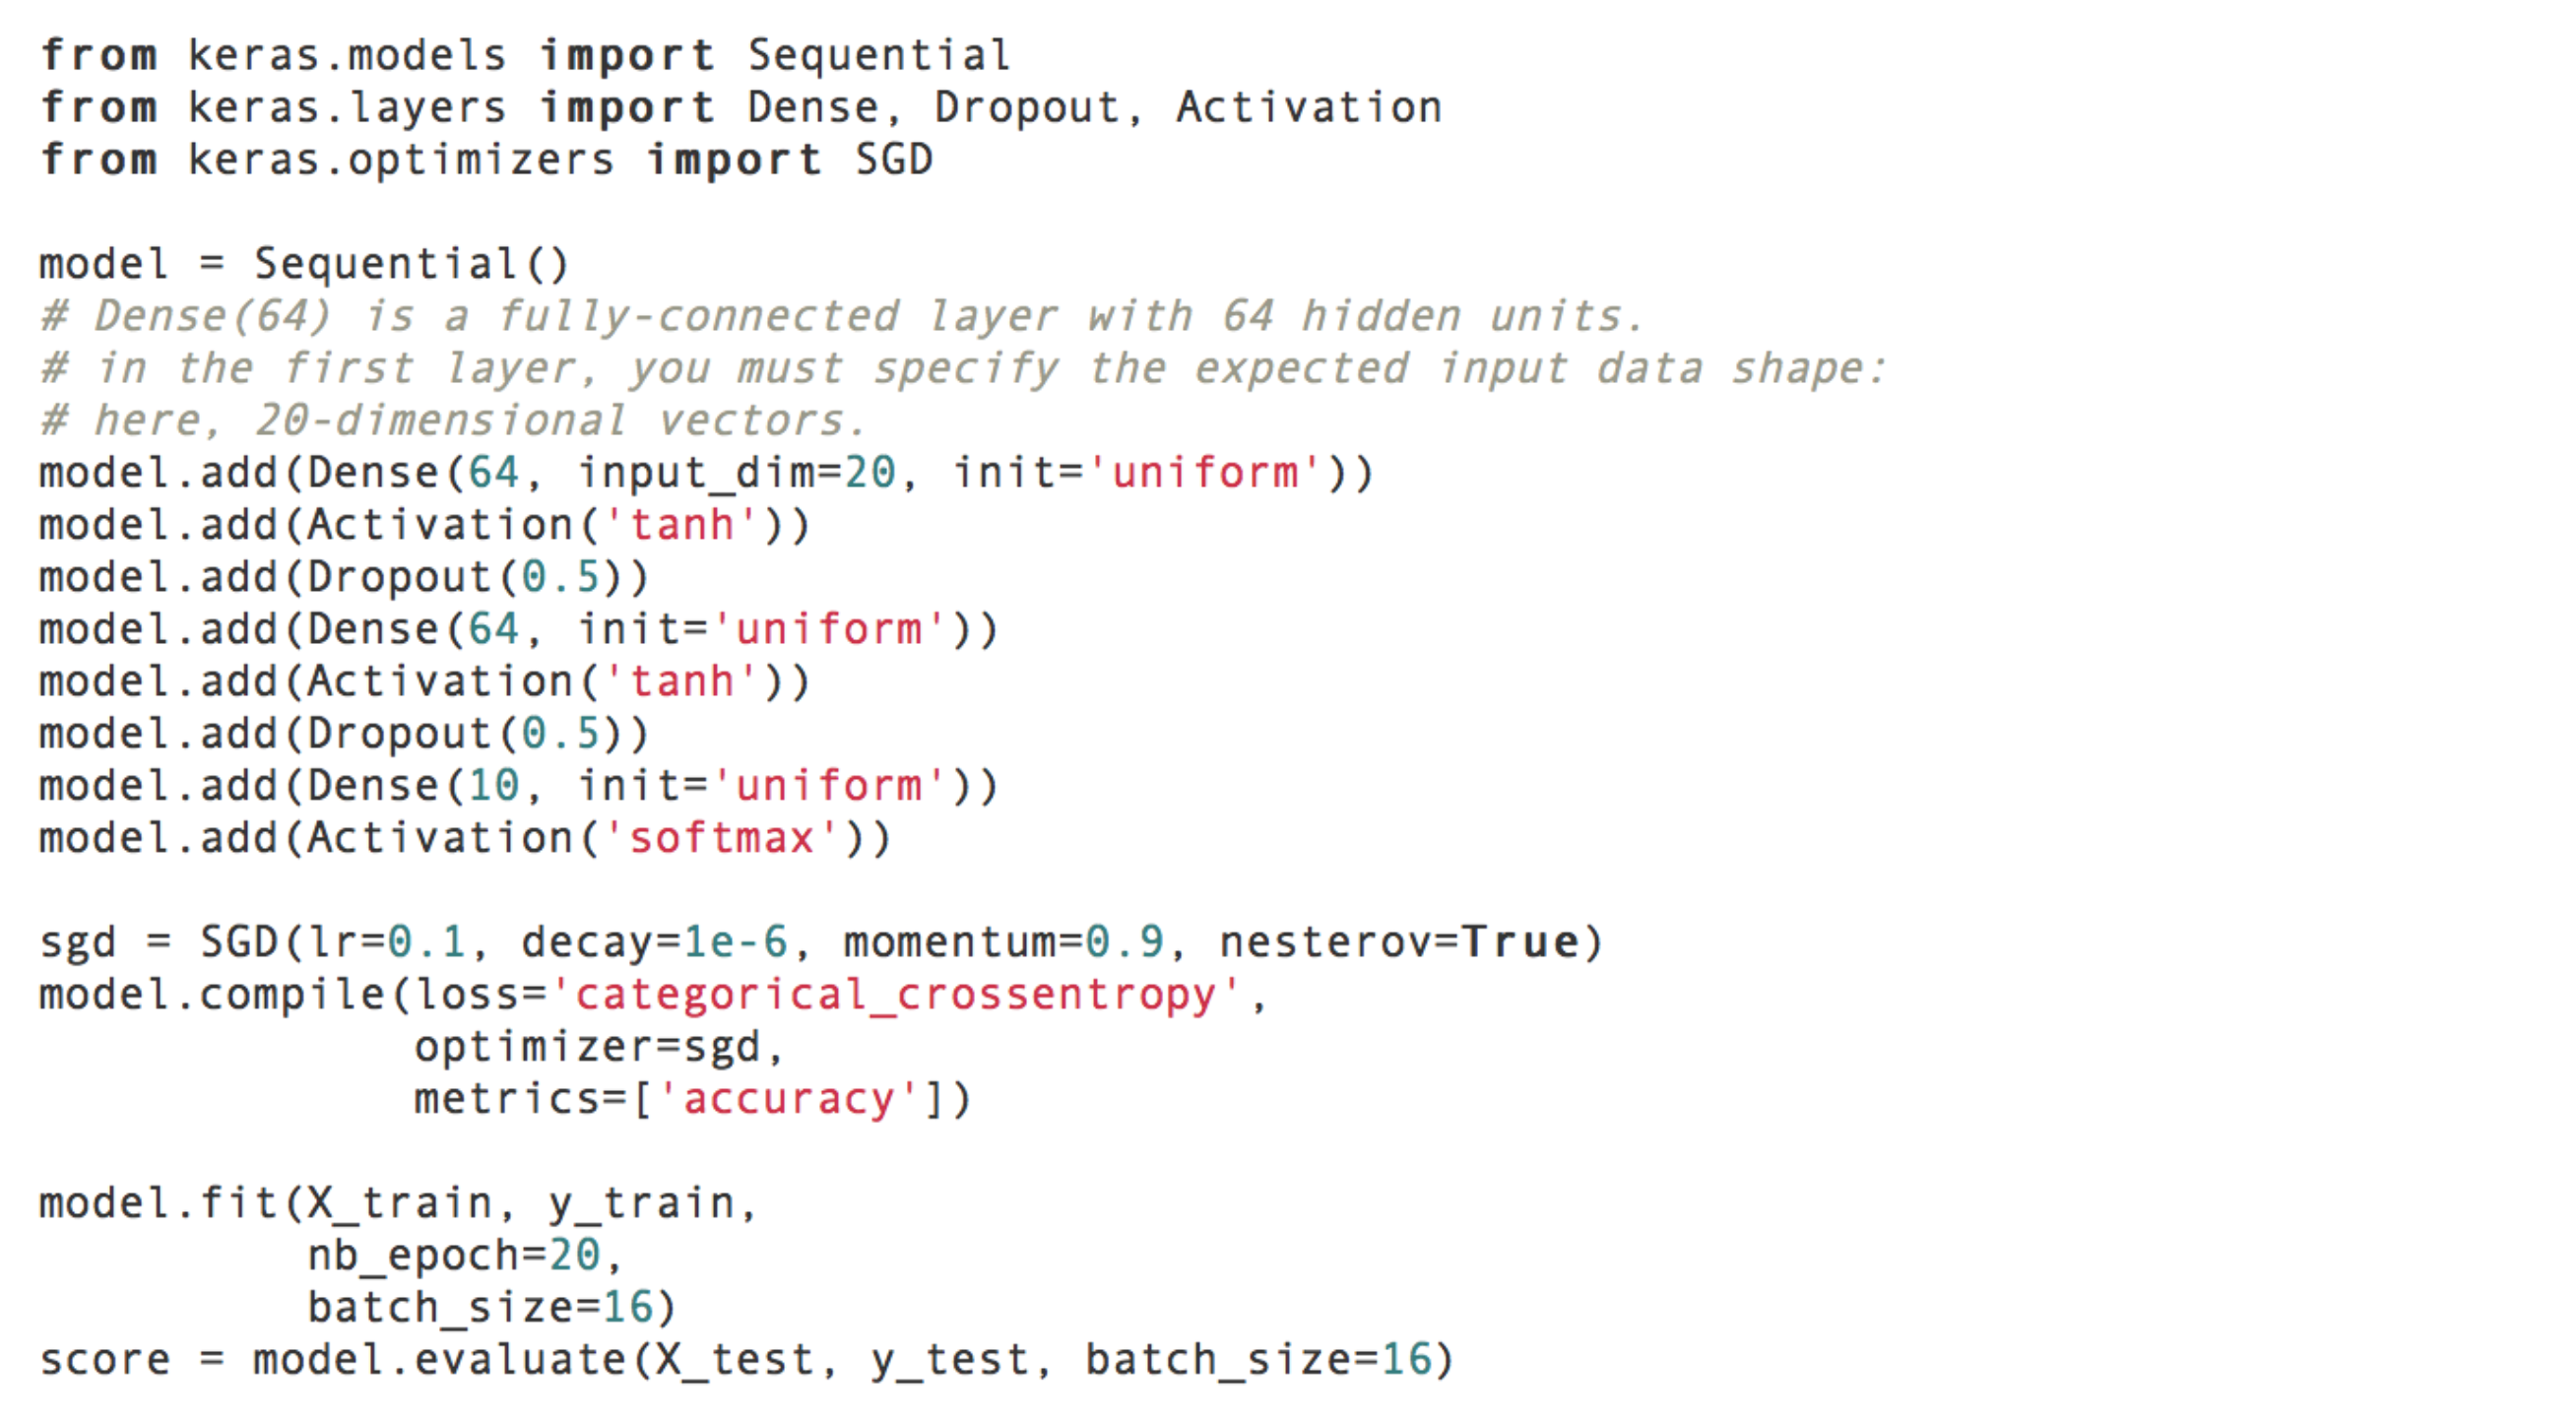 from keras.models import Sequential
from keras.layers import Dense, Dropout, Activation
from keras.optimizers import SGD

model = Sequential()
# Dense(64) is a fully-connected layer with 64 hidden units.
# in the first layer, you must specify the expected input data shape:
# here, 20-dimensional vectors.
model.add(Dense(64, input_dim=20, init='uniform'))
model.add(Activation('tanh'))
model.add(Dropout(0.5))
model.add(Dense(64, init='uniform'))
model.add(Activation('tanh'))
model.add(Dropout(0.5))
model.add(Dense(10, init='uniform'))
model.add(Activation('softmax'))

sgd = SGD(lr=0.1, decay=1e-6, momentum=0.9, nesterov=True)
model.compile(loss='categorical_crossentropy',
              optimizer=sgd,
              metrics=['accuracy'])

model.fit(X_train, y_train,
          nb_epoch=20,
          batch_size=16)
score = model.evaluate(X_test, y_test, batch_size=16)